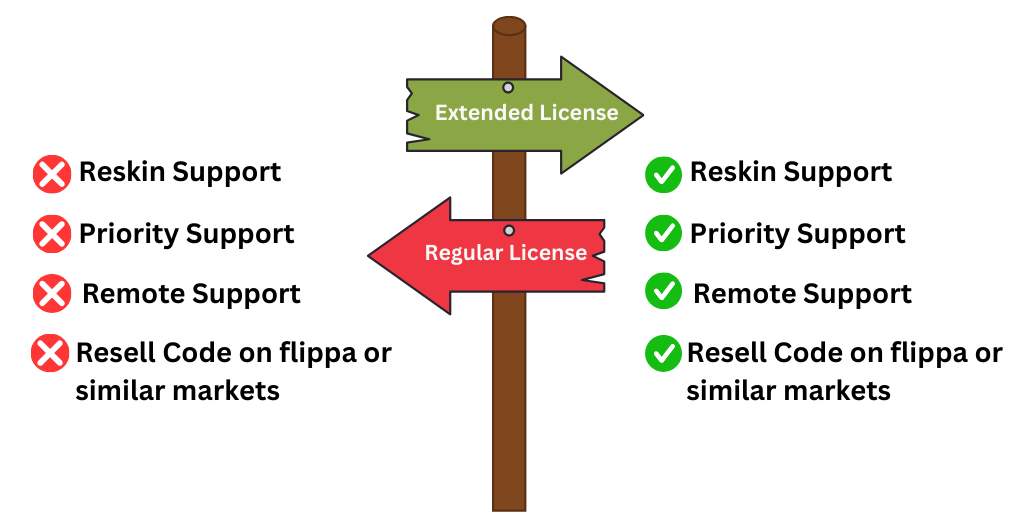 Extended License
Regular License
Reskin Support
Priority Support
Remote Support
Resell Code on flippa or
similar markets
Reskin Support
Priority Support
Remote Support
Resell Code on flippa or
similar markets